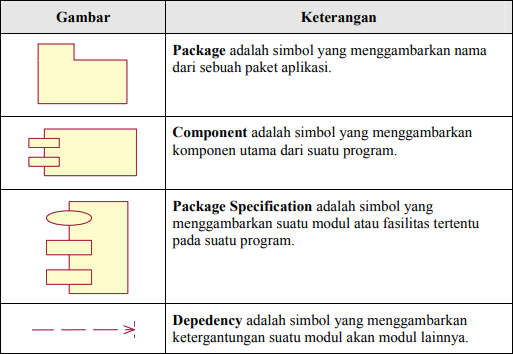 Gambar
Keterangan
Package adalah simbol yang menggambarkan nama
dari sebuah paket aplikasi.
Component adalah simbol yang menggambarkan
komponen utama dari suatu program.
Package Specification adalah simbol yang
menggambarkan suatu modul atau fasilitas tertentu
pada suatu program.
Depedency adalah simbol yang menggambarkan
ketergantungan suatu modul akan modul lainnya.